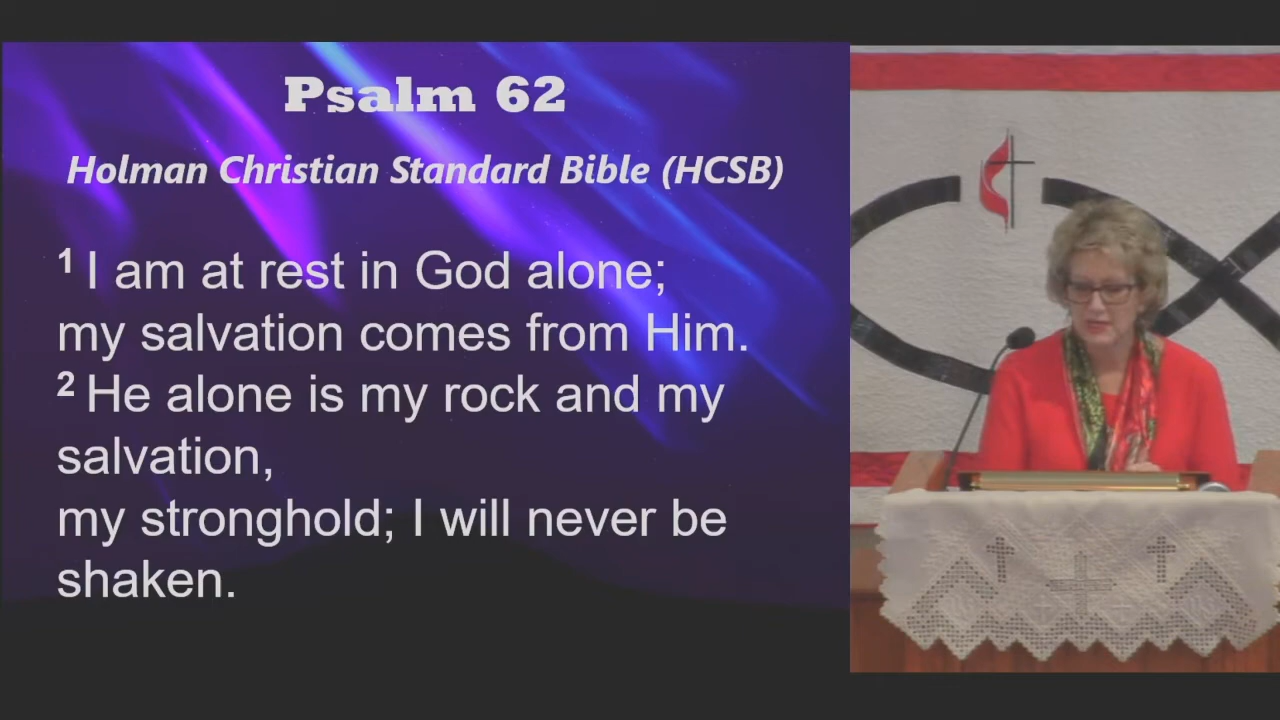 Psalm 62
Holman Christian Standard Bible (HCSB)
1 I am at rest in God alone;
my salvation comes from Him.
2 He alone is my rock and my
salvation,
my stronghold; I will never be
shaken.